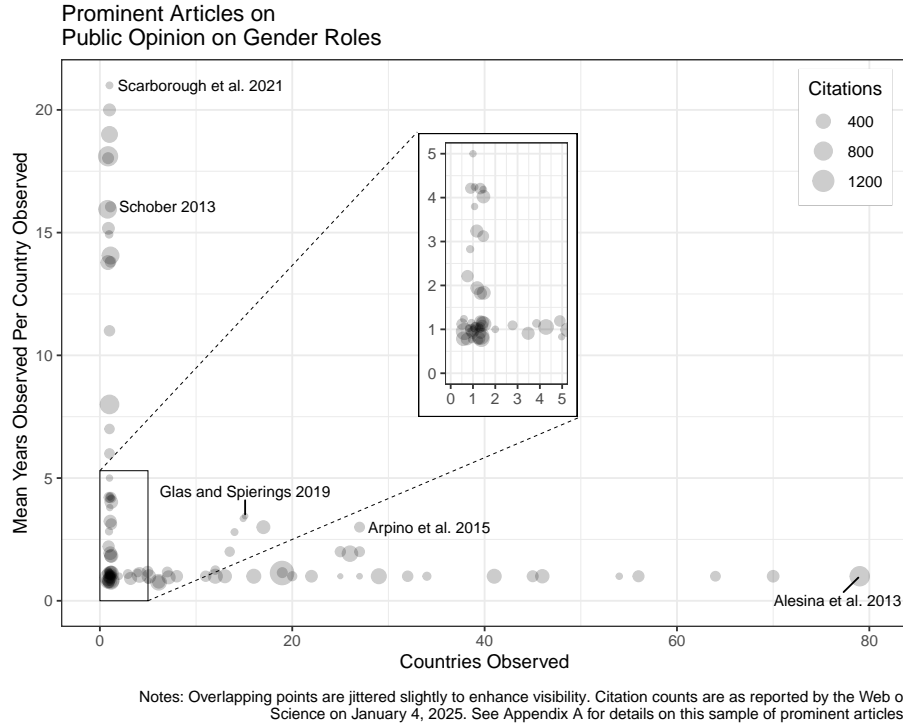 Prominent Articles on
Public Opinion on Gender Roles
Mean Years Observed Per Country Observed
20
15
10
5
0
Scarborough et al. 2021
Schober 2013
Glas and Spierings 2019
Arpino et al. 2015
Alesina et al. 2013
5
4
3
2
1
0
0 1 2 3 4 5
Citations
400
800
1200
0 20 40 60 80
Countries Observed
Notes: Overlapping points are jittered slightly to enhance visibility. Citation counts are as reported by the Web o
Science on January 4, 2025. See Appendix A for details on this sample of prominent articles